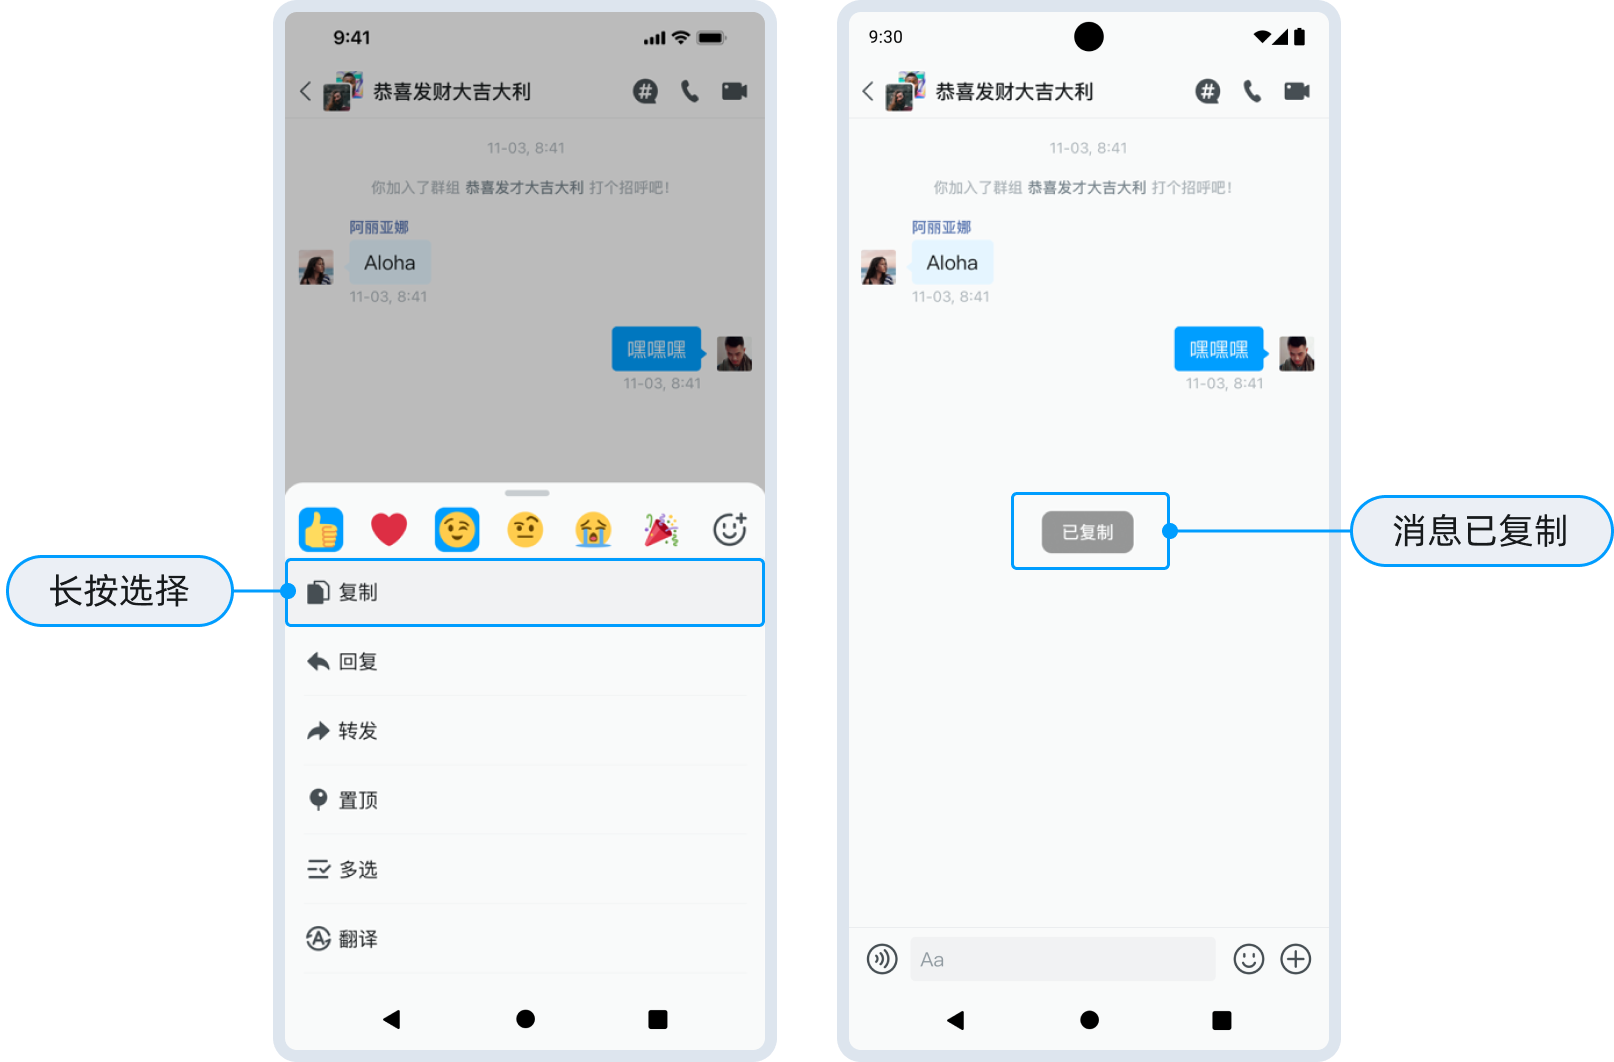 9:41
恭喜发财大吉大利
11-03, 8:41
你加入了群组 恭喜发才大吉大利 打个招呼吧!
阿丽亚娜
Aloha
11-03, 8:41
嘿嘿嘿
11-03, 8:41
长按选择
复制
回复
转发
置顶
多选
翻译
9:30
恭喜发财大吉大利
11-03, 8:41
你加入了群组 恭喜发才大吉大利 打个招呼吧!
阿丽亚娜
Aloha
11-03, 8:41
嘿嘿嘿
11-03, 8:41
已复制
消息已复制
Aa